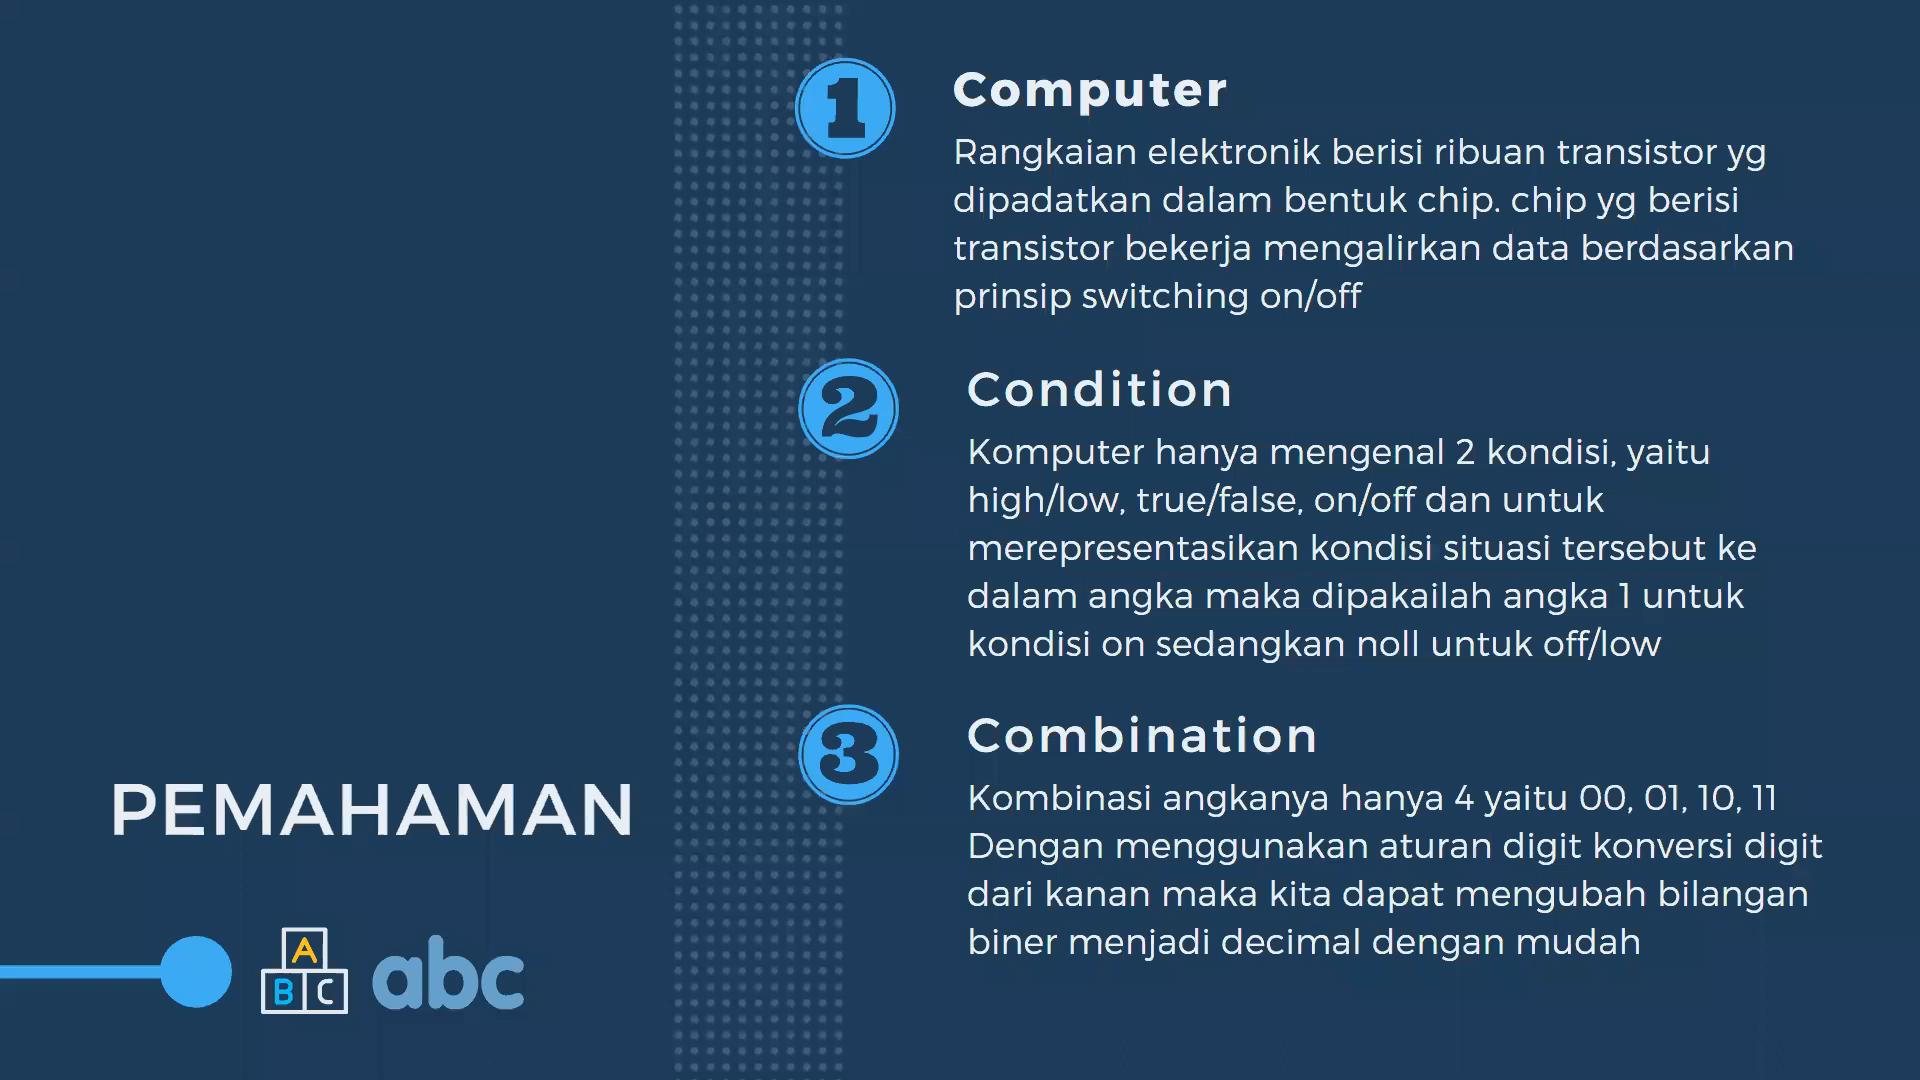 1
Computer
Rangkaian elektronik berisi ribuan transistor yg
dipadatkan dalam bentuk chip. chip yg berisi
transistor bekerja mengalirkan data berdasarkan
prinsip switching on/off
2
Condition
Komputer hanya mengenal 2 kondisi, yaitu
high/low, true/false, on/off dan untuk
merepresentasikan kondisi situasi tersebut ke
dalam angka maka dipakailah angka 1 untuk
kondisi on sedangkan noll untuk off/low
3
Combination
Kombinasi angkanya hanya 4 yaitu 00, 01, 10, 11
Dengan menggunakan aturan digit konversi digit
dari kanan maka kita dapat mengubah bilangan
biner menjadi decimal dengan mudah
PEMAHAMAN
A
B C
abc